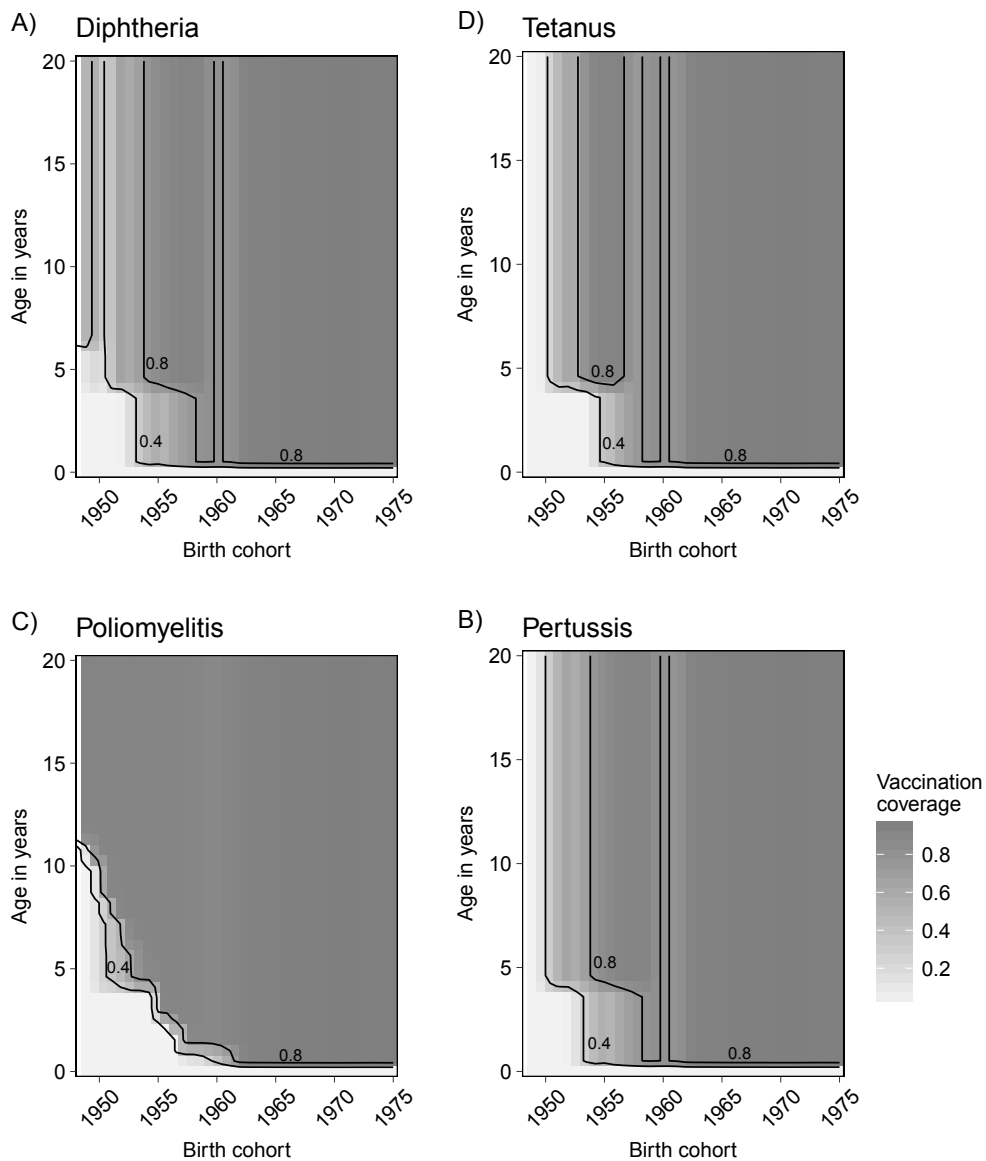 A) Diphtheria
20
15
10
5
0
Age in years
0.8
0.4
0.8
1950 1955 1960 1965 1970 1975
Birth cohort
D) Tetanus
20
15
10
5
0
Age in years
0.8
0.4
0.8
1950 1955 1960 1965 1970 1975
Birth cohort
C) Poliomyelitis
20
15
10
5
0
Age in years
0.4
0.8
1950 1955 1960 1965 1970 1975
Birth cohort
B) Pertussis
20
15
10
5
0
Age in years
0.8
0.4
0.8
1950 1955 1960 1965 1970 1975
Birth cohort
Vaccination
coverage
0.8
0.6
0.4
0.2